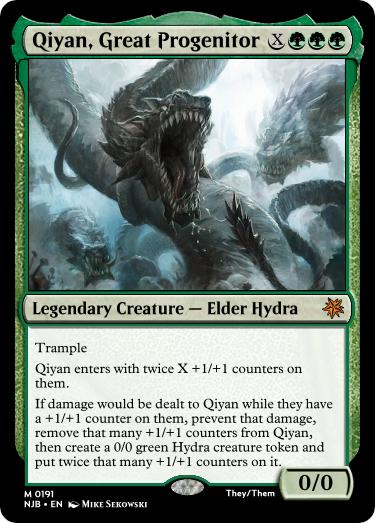 Qiyan, Great Progenitor X
Legendary Creature — Elder Hydra
Trample
Qiyan enters with twice X +1/+1 counters on
them.
If damage would be dealt to Qiyan while they have
a +1/+1 counter on them, prevent that damage,
remove that many +1/+1 counters from Qiyan,
then create a 0/0 green Hydra creature token and
put twice that many +1/+1 counters on it.
0/0
M 0191
NJB • EN Mike Sekowski
They/Them